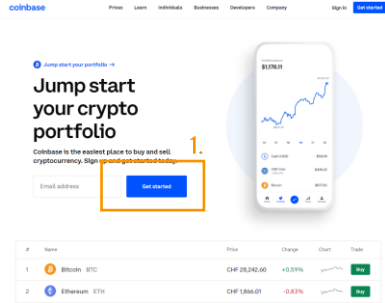 coinbase
Prices Learn Individuals Businesses Developers Company
Sign in Get started
Jump start your portfolio →
Jump start
your crypto
portfolio
Coinbase is the easiest place to buy and sell
cryptocurrency. Sign up and get started today.
1.
Email address Get started
$1,178.11
Bitcoin
# Name Price Change Chart Trade
1 Bitcoin BTC CHF 28,242.60 +0.59% Buy
2 Ethereum ETH CHF 1,866.01 -0.83% Buy